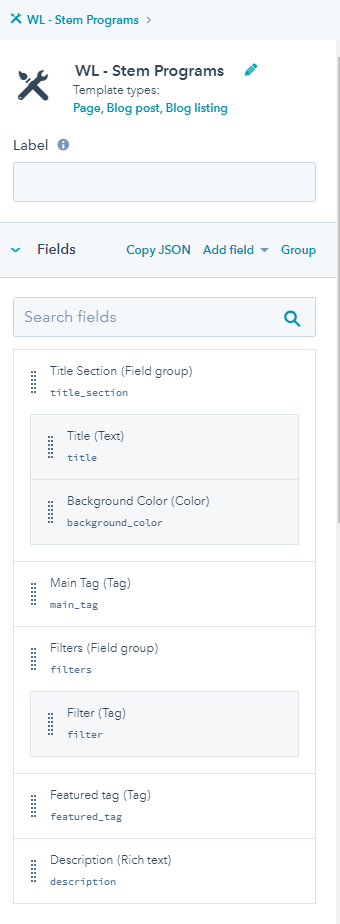 WL - Stem Programs
WL - Stem Programs
Template types:
Page, Blog post, Blog listing
Label
Fields
Copy JSON
Add field
Group
Search fields
Title Section (Field group)
title_section
Title (Text)
title
Background Color (Color)
background_color
Main Tag (Tag)
main_tag
Filters (Field group)
filters
Filter (Tag)
filter
Featured tag (Tag)
featured_tag
Description (Rich text)
description